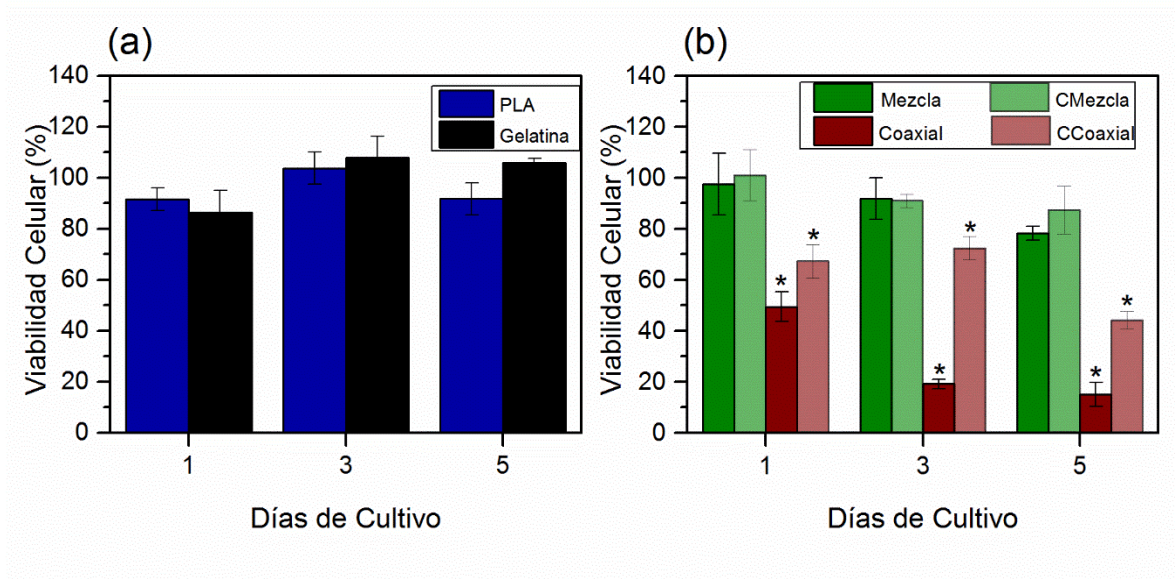 (a)
140
120
100
80
60
40
20
0
Viabilidad Celular (%)
PLA
Gelatina
1 3 5
Días de Cultivo
(b)
140
120
100
80
60
40
20
0
Viabilidad Celular (%)
Mezcla CMezcla
Coaxial CCoaxial
* * * * * *
1 3 5
Días de Cultivo